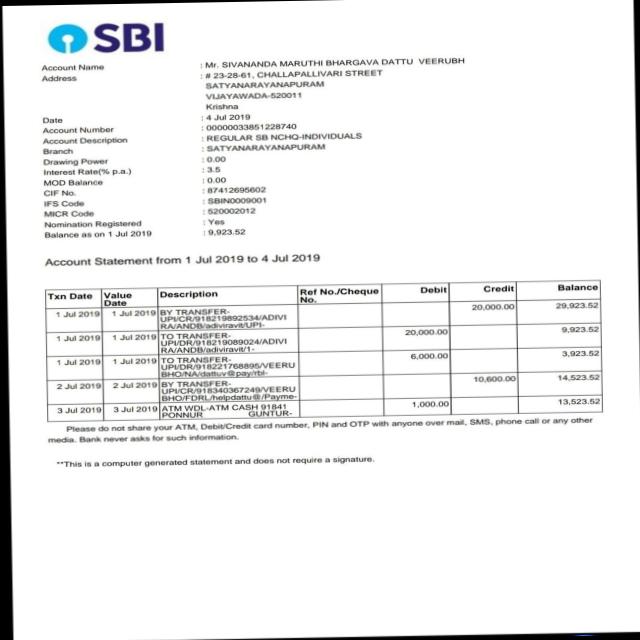 SBI
Account Name : Mr. SIVANANDA MARUTHI BHARGAVA DATTU VEERUBH
Address : # 23-28-61, CHALLAPALLIVARI STREET
SATYANARAYANAPURAM
VIJAYAWADA-520011
Krishna
Date : 4 Jul 2019
Account Number : 00000033851228740
Account Description : REGULAR SB NCHQ-INDIVIDUALS
Branch : SATYANARAYANAPURAM
Drawing Power : 0.00
Interest Rate(% p.a.) : 3.5
MOD Balance : 0.00
CIF No. : 87412695602
IFS Code : SBIN0009001
MICR Code : 520002012
Nomination Registered : Yes
Balance as on 1 Jul 2019 : 9,923.52
Account Statement from 1 Jul 2019 to 4 Jul 2019
Txn Date Value Description Ref No./Cheque Debit Credit Balance
Date No.
1 Jul 2019 1 Jul 2019 BY TRANSFER- 20,000.00 29,923.52
UPI/CR/918219892534/ADIVI
RA/ANDB/adiviravit/UPI-
1 Jul 2019 1 Jul 2019 TO TRANSFER- 20,000.00 9,923.52
UPI/DR/918219089024/ADIVI
RA/ANDB/adiviravit/1-
1 Jul 2019 1 Jul 2019 TO TRANSFER- 6,000.00 3,923.52
UPI/DR/918221768895/VEERU
BHO/NA/dattuv@pay/rbl-
2 Jul 2019 2 Jul 2019 BY TRANSFER- 10,600.00 14,523.52
UPI/CR/918340367249/VEERU
BHO/FDRL/helpdattu@/Payme-
3 Jul 2019 3 Jul 2019 ATM WDL-ATM CASH 91841 1,000.00 13,523.52
PONNUR GUNTUR-
Please do not share your ATM, Debit/Credit card number, PIN and OTP with anyone over mail, SMS, phone call or any other
media. Bank never asks for such information.
**This is a computer generated statement and does not require a signature.